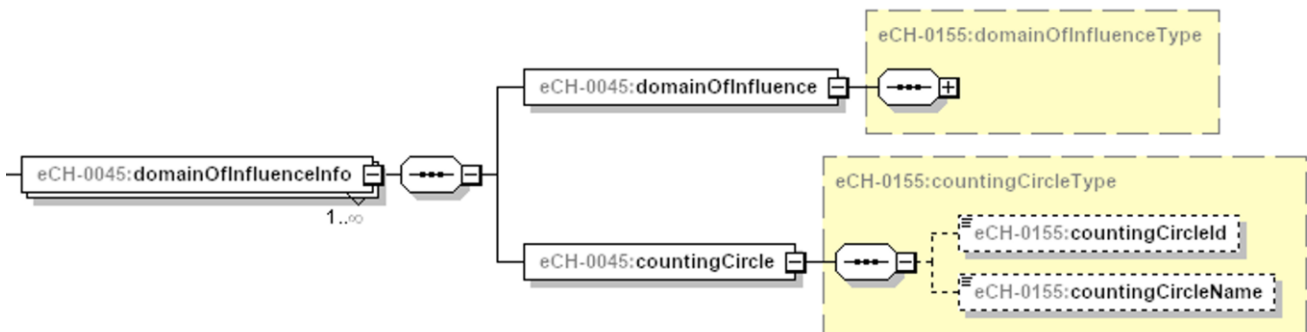 eCH-0155:domainOfInfluenceType
eCH-0045:domainOfInfluence
eCH-0045:domainOfInfluenceInfo
1..∞
eCH-0155:countingCircleType
eCH-0155:countingCircleId
eCH-0045:countingCircle
eCH-0155:countingCircleName